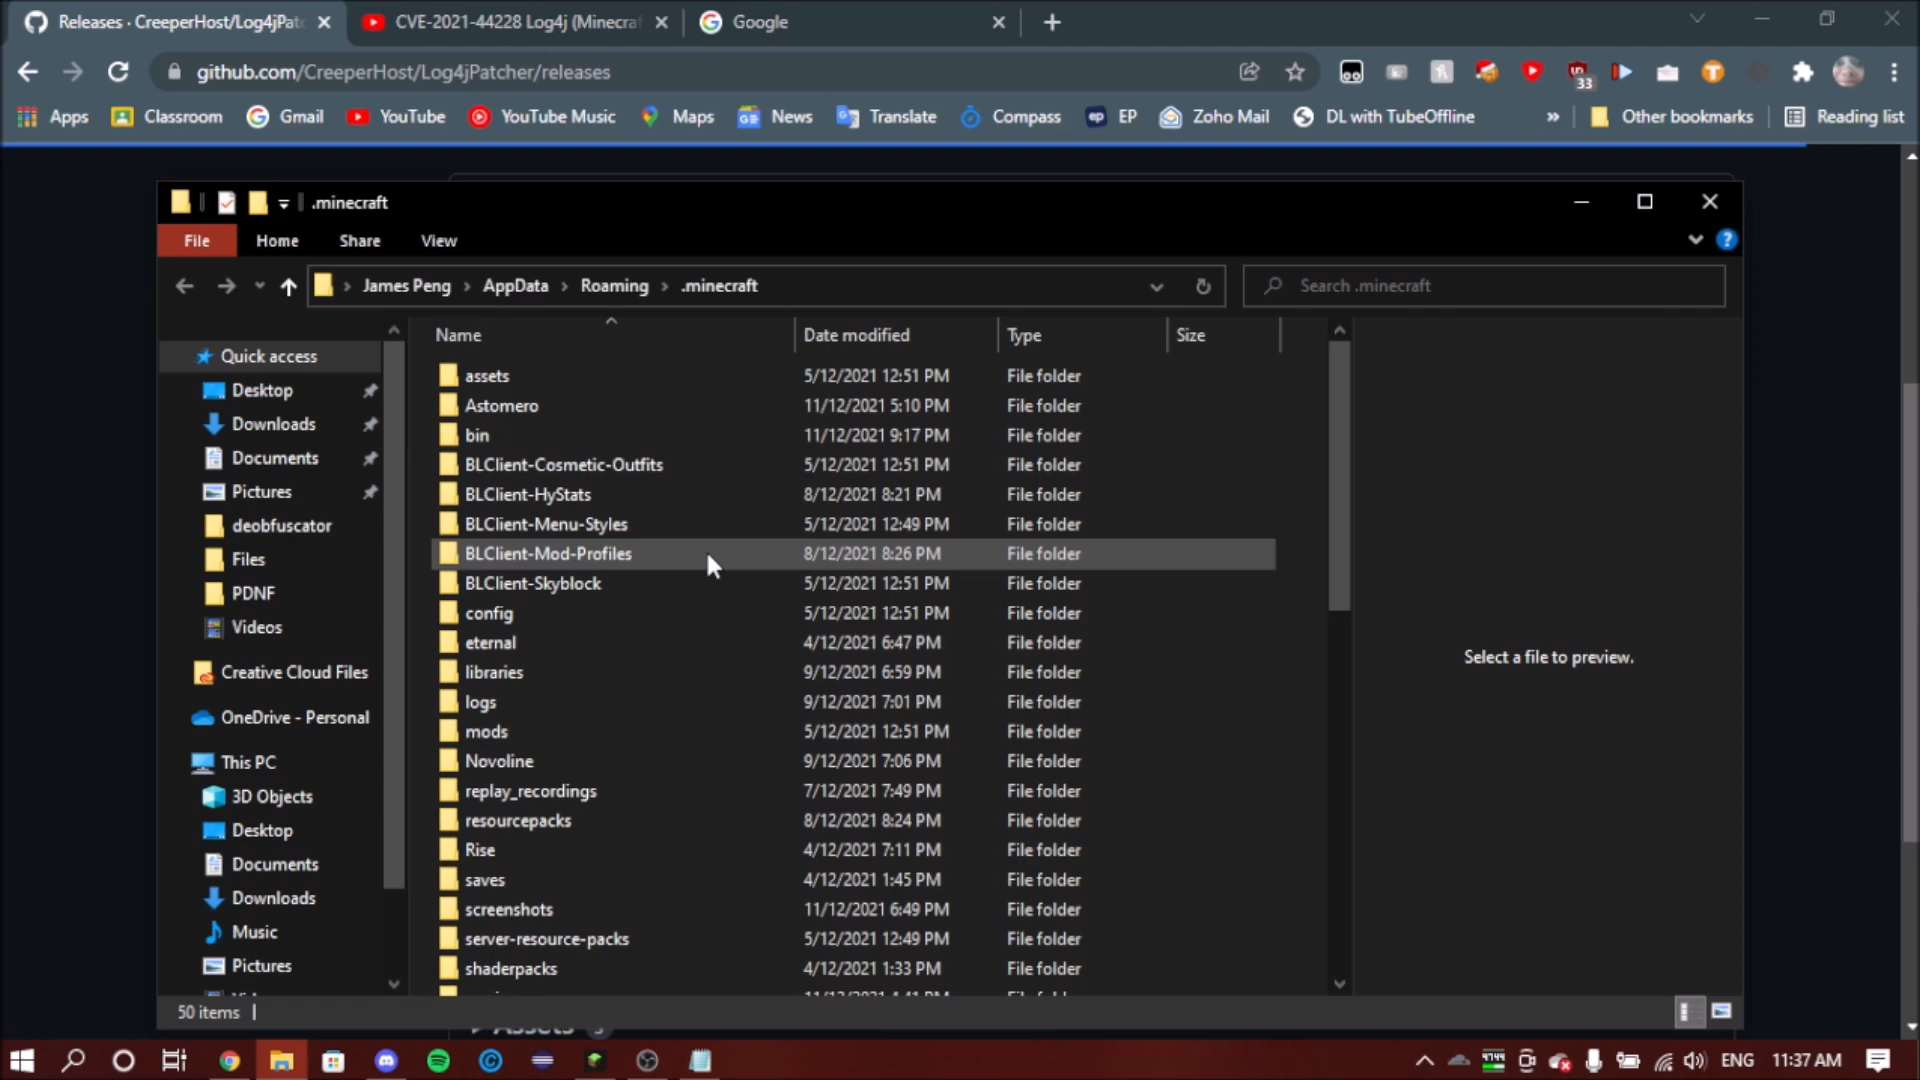 Releases · CreeperHost/Log4jPatc
CVE-2021-44228 Log4j (Minecraf
Google
github.com/CreeperHost/Log4jPatcher/releases
33
Apps
Classroom
Gmail
YouTube
YouTube Music
Maps
News
Translate
Compass
ep
EP
Zoho Mail
DL with TubeOffline
»
Other bookmarks
Reading list
.minecraft
File
Home
Share
View
James Peng > AppData > Roaming > .minecraft
Search .minecraft
Name
Date modified
Type
Size
Quick access
Desktop
Downloads
Documents
Pictures
deobfuscator
Files
PDNF
Videos
Creative Cloud Files
OneDrive - Personal
This PC
3D Objects
Desktop
Documents
Downloads
Music
Pictures
assets 5/12/2021 12:51 PM File folder
Astomero 11/12/2021 5:10 PM File folder
bin 11/12/2021 9:17 PM File folder
BLClient-Cosmetic-Outfits 5/12/2021 12:51 PM File folder
BLClient-HyStats 8/12/2021 8:21 PM File folder
BLClient-Menu-Styles 5/12/2021 12:49 PM File folder
BLClient-Mod-Profiles 8/12/2021 8:26 PM File folder
BLClient-Skyblock 5/12/2021 12:51 PM File folder
config 5/12/2021 12:51 PM File folder
eternal 4/12/2021 6:47 PM File folder
libraries 9/12/2021 6:59 PM File folder
logs 9/12/2021 7:01 PM File folder
mods 5/12/2021 12:51 PM File folder
Novoline 9/12/2021 7:06 PM File folder
replay_recordings 7/12/2021 7:49 PM File folder
resourcepacks 8/12/2021 8:24 PM File folder
Rise 4/12/2021 7:11 PM File folder
saves 4/12/2021 1:45 PM File folder
screenshots 11/12/2021 6:49 PM File folder
server-resource-packs 5/12/2021 12:49 PM File folder
shaderpacks 4/12/2021 1:33 PM File folder
Select a file to preview.
50 items
Assets
ENG
11:37 AM